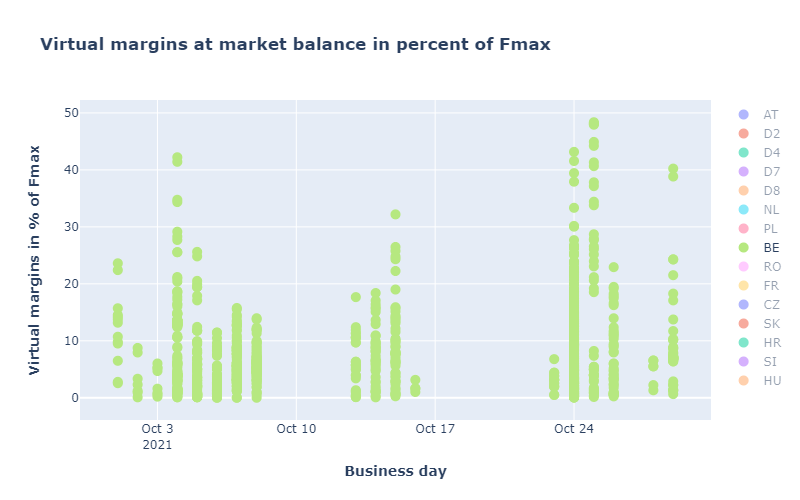 Virtual margins at market balance in percent of Fmax
Virtual margins in % of Fmax
50
40
30
20
10
0
Oct 3
2021
Oct 10
Oct 17
Oct 24
Business day
AT
D2
D4
D7
D8
NL
PL
BE
RO
FR
CZ
SK
HR
SI
HU